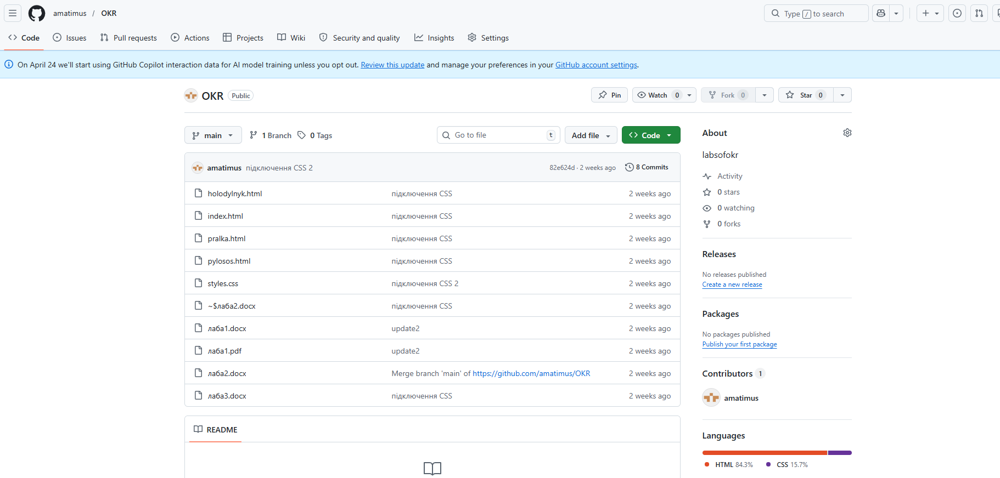 amatimus / OKR
Type / to search
Code Issues Pull requests Actions Projects Wiki Security and quality Insights Settings
On April 24 we'll start using GitHub Copilot interaction data for AI model training unless you opt out. Review this update and manage your preferences in your GitHub account settings.
OKR Public
Pin Watch 0 Fork 0 Star 0
main 1 Branch 0 Tags
Go to file t Add file Code
amatimus підключення CSS 2 82e624d · 2 weeks ago 8 Commits
holodylnyk.html підключення CSS 2 weeks ago
index.html підключення CSS 2 weeks ago
pralka.html підключення CSS 2 weeks ago
pylosos.html підключення CSS 2 weeks ago
styles.css підключення CSS 2 2 weeks ago
~$лаба2.docx підключення CSS 2 weeks ago
лаба1.docx update2 2 weeks ago
лаба1.pdf update2 2 weeks ago
лаба2.docx Merge branch 'main' of https://github.com/amatimus/OKR 2 weeks ago
лаба3.docx підключення CSS 2 weeks ago
README
About
labsofokr
Activity
0 stars
0 watching
0 forks
Releases
No releases published
Create a new release
Packages
No packages published
Publish your first package
Contributors 1
amatimus
Languages
HTML 84.3% CSS 15.7%